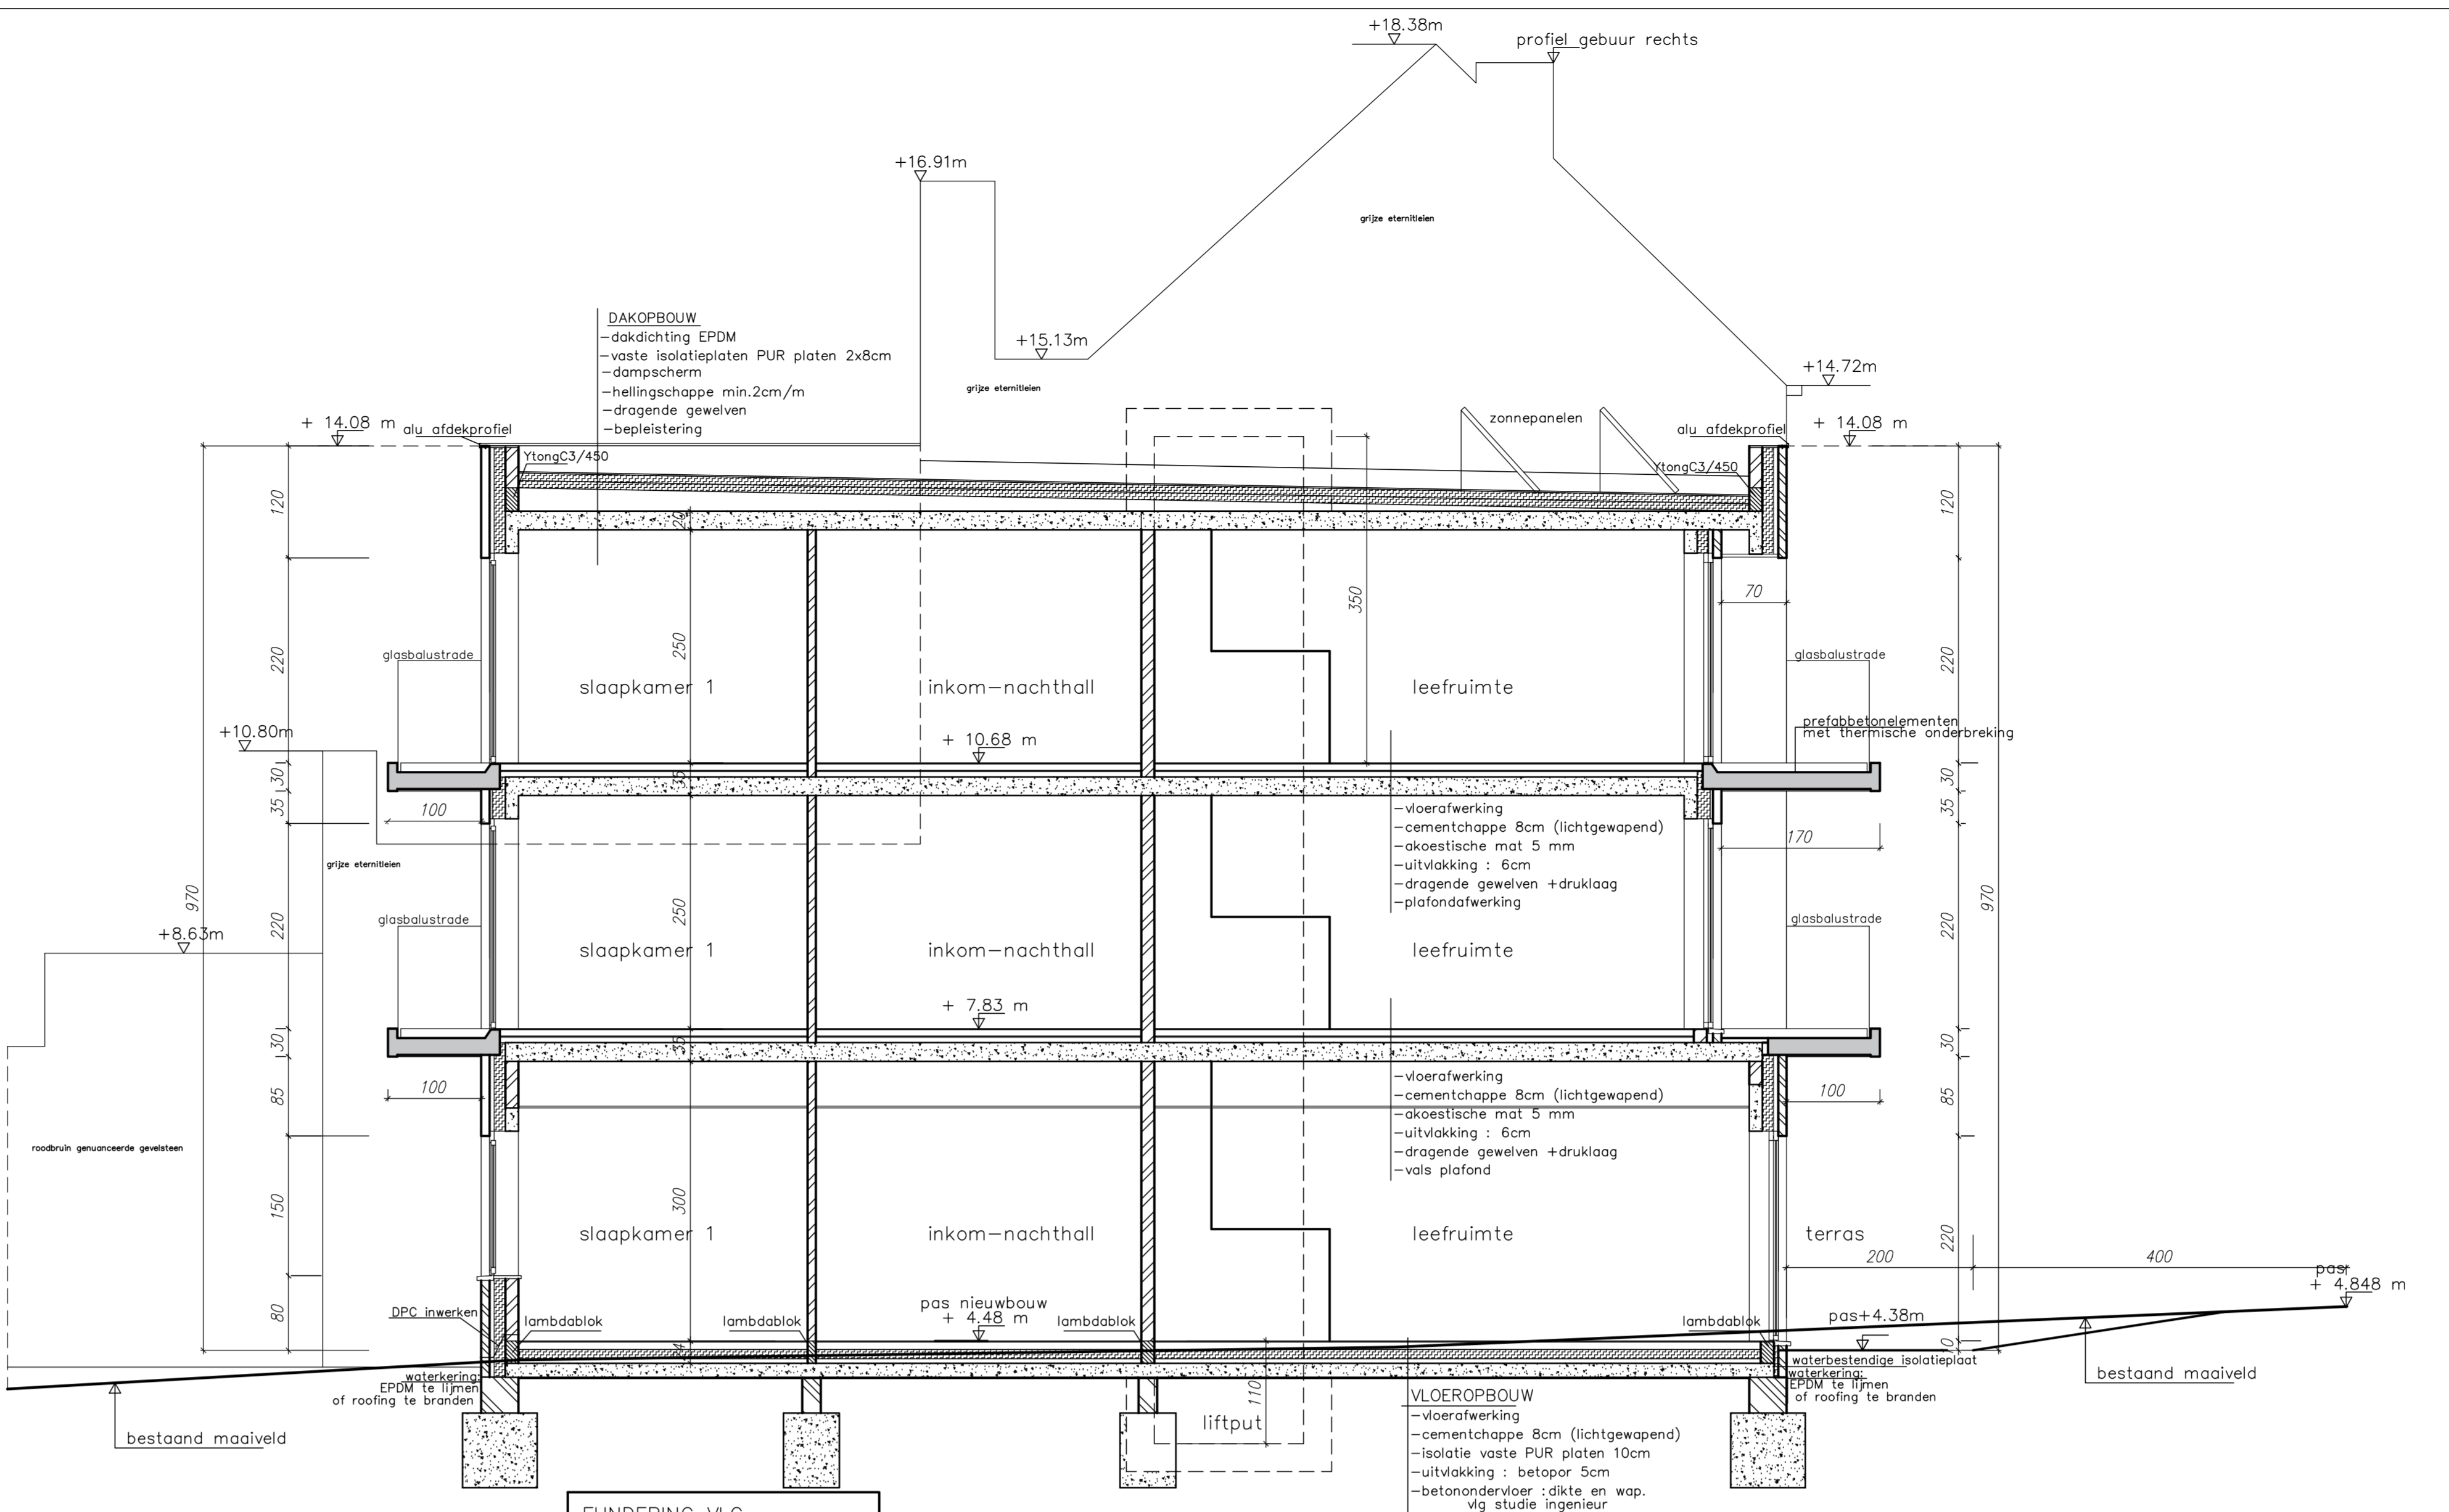 +18.38m
profiel gebuur rechts
+16.91m
grijze eternitleien
DAKOPBOUW
-dakdichting EPDM
-vaste isolatieplaten PUR platen 2x8cm
-dampscherm
-hellingschappe min.2cm/m
-dragende gewelven
-bepleistering
+15.13m
grijze eternitleien
+14.72m
+ 14.08 m
alu afdekprofiel
zonnepanelen
alu afdekprofiel
+ 14.08 m
YtongC3/450
YtongC3/450
120
20
120
350
70
220
250
220
glasbalustrade
glasbalustrade
slaapkamer 1
inkom-nachthall
leefruimte
prefabbetonelementen
met thermische onderbreking
+10.80m
+ 10.68 m
30
35
30
35
100
35
170
-vloerafwerking
-cementchappe 8cm (lichtgewapend)
-akoestische mat 5 mm
-uitvlakking : 6cm
-dragende gewelven +druklaag
-plafondafwerking
grijze eternitleien
970
220
250
220
970
glasbalustrade
glasbalustrade
+8.63m
slaapkamer 1
inkom-nachthall
leefruimte
+ 7.83 m
30
35
30
100
85
100
85
-vloerafwerking
-cementchappe 8cm (lichtgewapend)
-akoestische mat 5 mm
-uitvlakking : 6cm
-dragende gewelven +druklaag
-vals plafond
roodbruin genuanceerde gevelsteen
150
300
220
slaapkamer 1
inkom-nachthall
leefruimte
terras
200
400
pas
+ 4.848 m
80
DPC inwerken
lambdablok
lambdablok
pas nieuwbouw
+ 4.48 m
lambdablok
lambdablok
pas+4.38m
waterbestendige isolatieplaat
waterkering:
EPDM te lijmen
of roofing te branden
waterkering:
EPDM te lijmen
of roofing te branden
bestaand maaiveld
bestaand maaiveld
110
liftput
VLOEROPBOUW
-vloerafwerking
-cementchappe 8cm (lichtgewapend)
-isolatie vaste PUR platen 10cm
-uitvlakking : betopor 5cm
-betonondervloer :dikte en wap.
vlg studie ingenieur
FUNDERING VLG